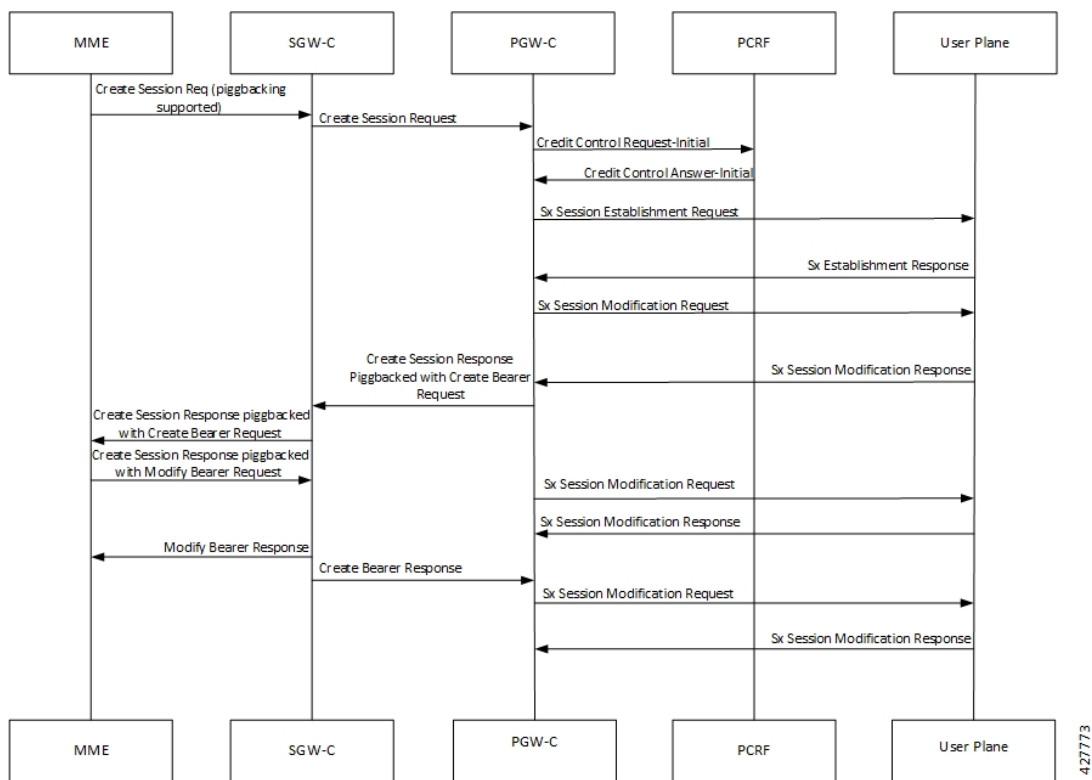 MME
SGW-C
PGW-C
PCRF
User Plane
Create Session Req (piggbacking
supported)
Create Session Request
Credit Control Request-Initial
Credit Control Answer-Initial
Sx Session Establishment Request
Sx Establishment Response
Sx Session Modification Request
Create Session Response
Piggbacked with Create Bearer
Request
Sx Session Modification Response
Create Session Response piggbacked
with Create Bearer Request
Create Session Response piggbacked
with Modify Bearer Request
Sx Session Modification Request
Sx Session Modification Response
Modify Bearer Response
Create Bearer Response
Sx Session Modification Request
Sx Session Modification Response
MME
SGW-C
PGW-C
PCRF
User Plane
427773